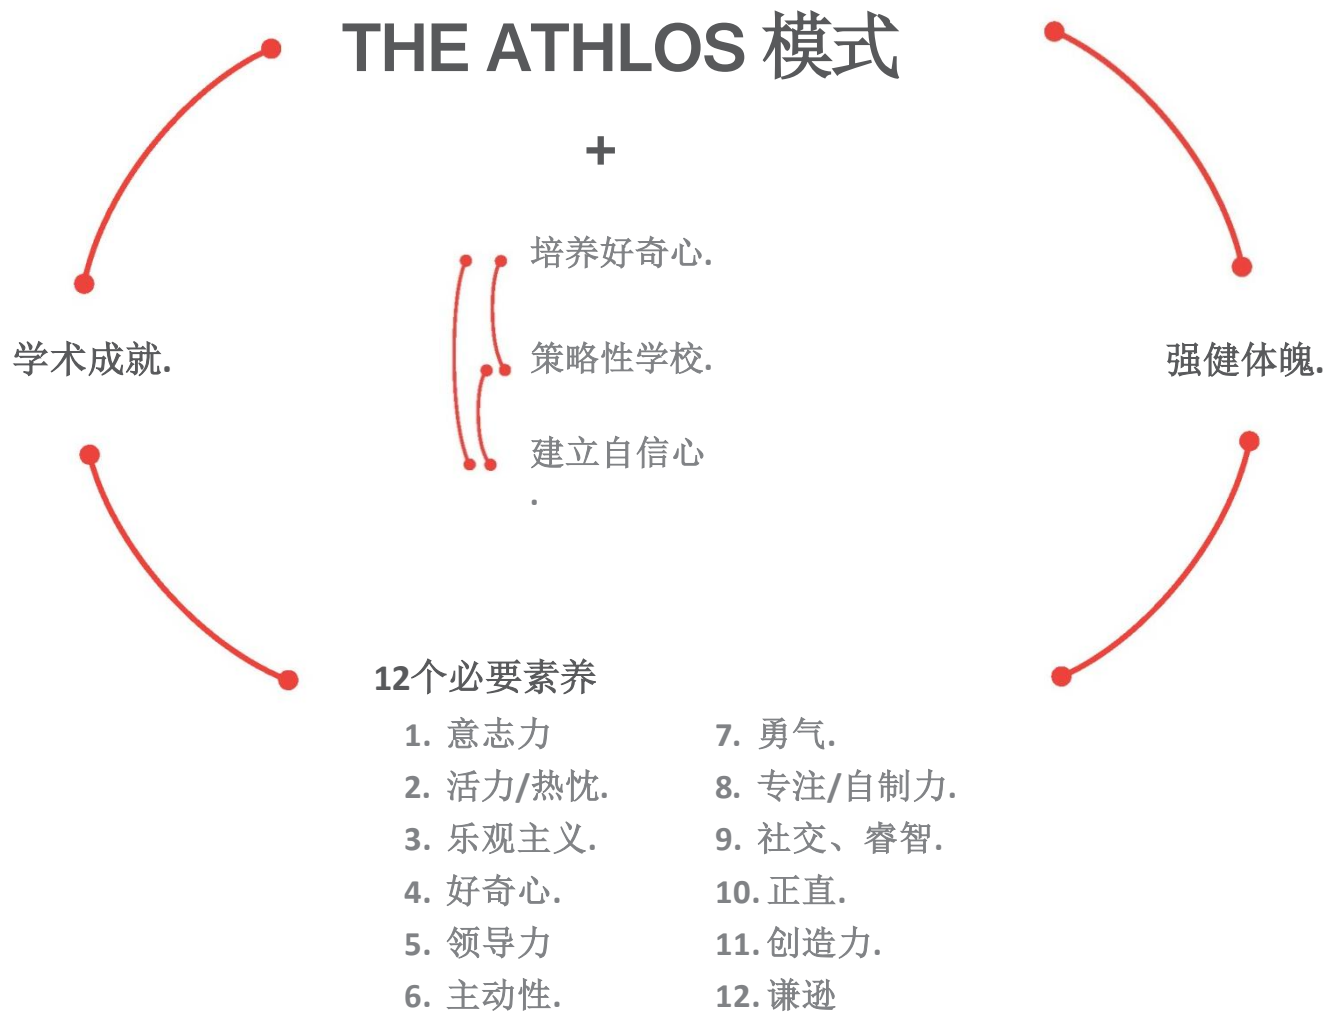 THE ATHLOS 模式
+
培养好奇心.
策略性学校.
建立自信心
.
学术成就.
强健体魄.
12个必要素养
1. 意志力
2. 活力/热忱.
3. 乐观主义.
4. 好奇心.
5. 领导力
6. 主动性.
7. 勇气.
8. 专注/自制力.
9. 社交、睿智.
10. 正直.
11. 创造力.
12. 谦逊